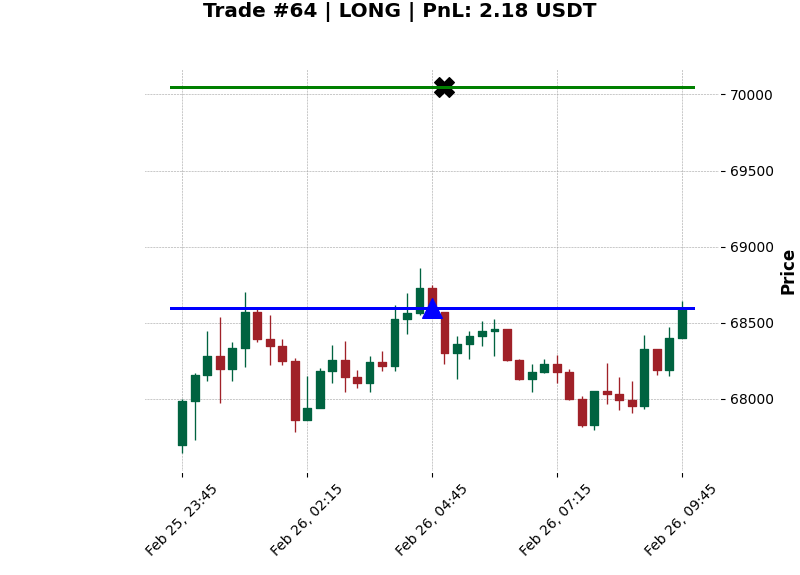 Trade #64 | LONG | PnL: 2.18 USDT
70000
69500
69000
68500
68000
Price
Feb 25, 23:45
Feb 26, 02:15
Feb 26, 04:45
Feb 26, 07:15
Feb 26, 09:45